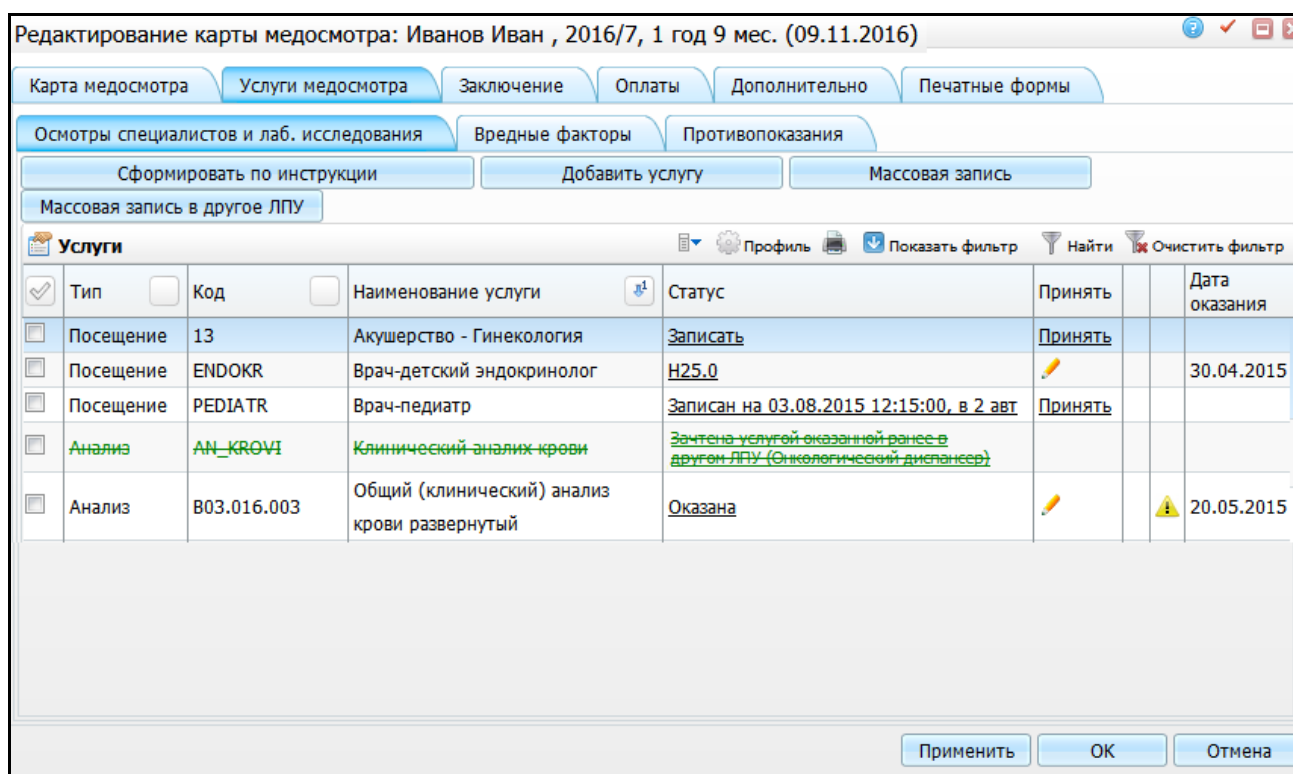 Редактирование карты медосмотра: Иванов Иван , 2016/7, 1 год 9 мес. (09.11.2016)
Карта медосмотра Услуги медосмотра Заключение Оплаты Дополнительно Печатные формы
Осмотры специалистов и лаб. исследования Вредные факторы Противопоказания
Сформировать по инструкции Добавить услугу Массовая запись
Массовая запись в другое ЛПУ
Услуги Профиль Показать фильтр Найти Очистить фильтр
Тип Код Наименование услуги 1 Статус Принять Дата
оказания
Посещение 13 Акушерство - Гинекология Записать Принять
Посещение ENDOKR Врач-детский эндокринолог H25.0 30.04.2015
Посещение PEDIATR Врач-педиатр Записан на 03.08.2015 12:15:00, в 2 авт Принять
Анализ AN_KROVI Клинический аналих крови Зачтена услугой оказанной ранее в
другом ЛПУ (Онкологический диспансер)
Анализ B03.016.003 Общий (клинический) анализ
крови развернутый Оказана 20.05.2015
Применить ОК Отмена